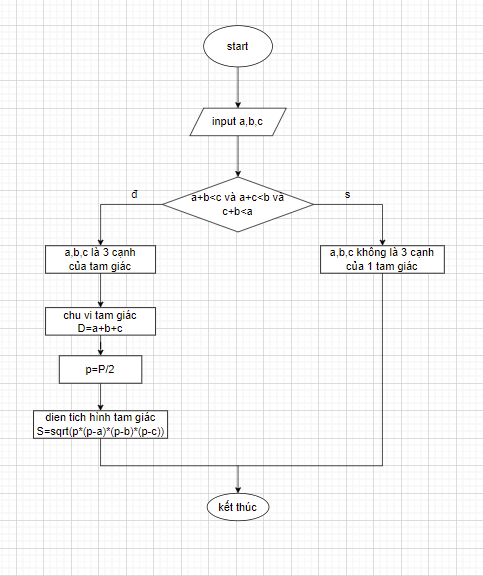 start
input a,b,c
đ
s
a+b<c và a+c<b và
c+b<a
a,b,c là 3 cạnh
của tam giác
a,b,c không là 3 cạnh
của 1 tam giác
chu vi tam giác
D=a+b+c
p=P/2
dien tich hình tam giác
S=sqrt(p*(p-a)*(p-b)*(p-c))
kết thúc